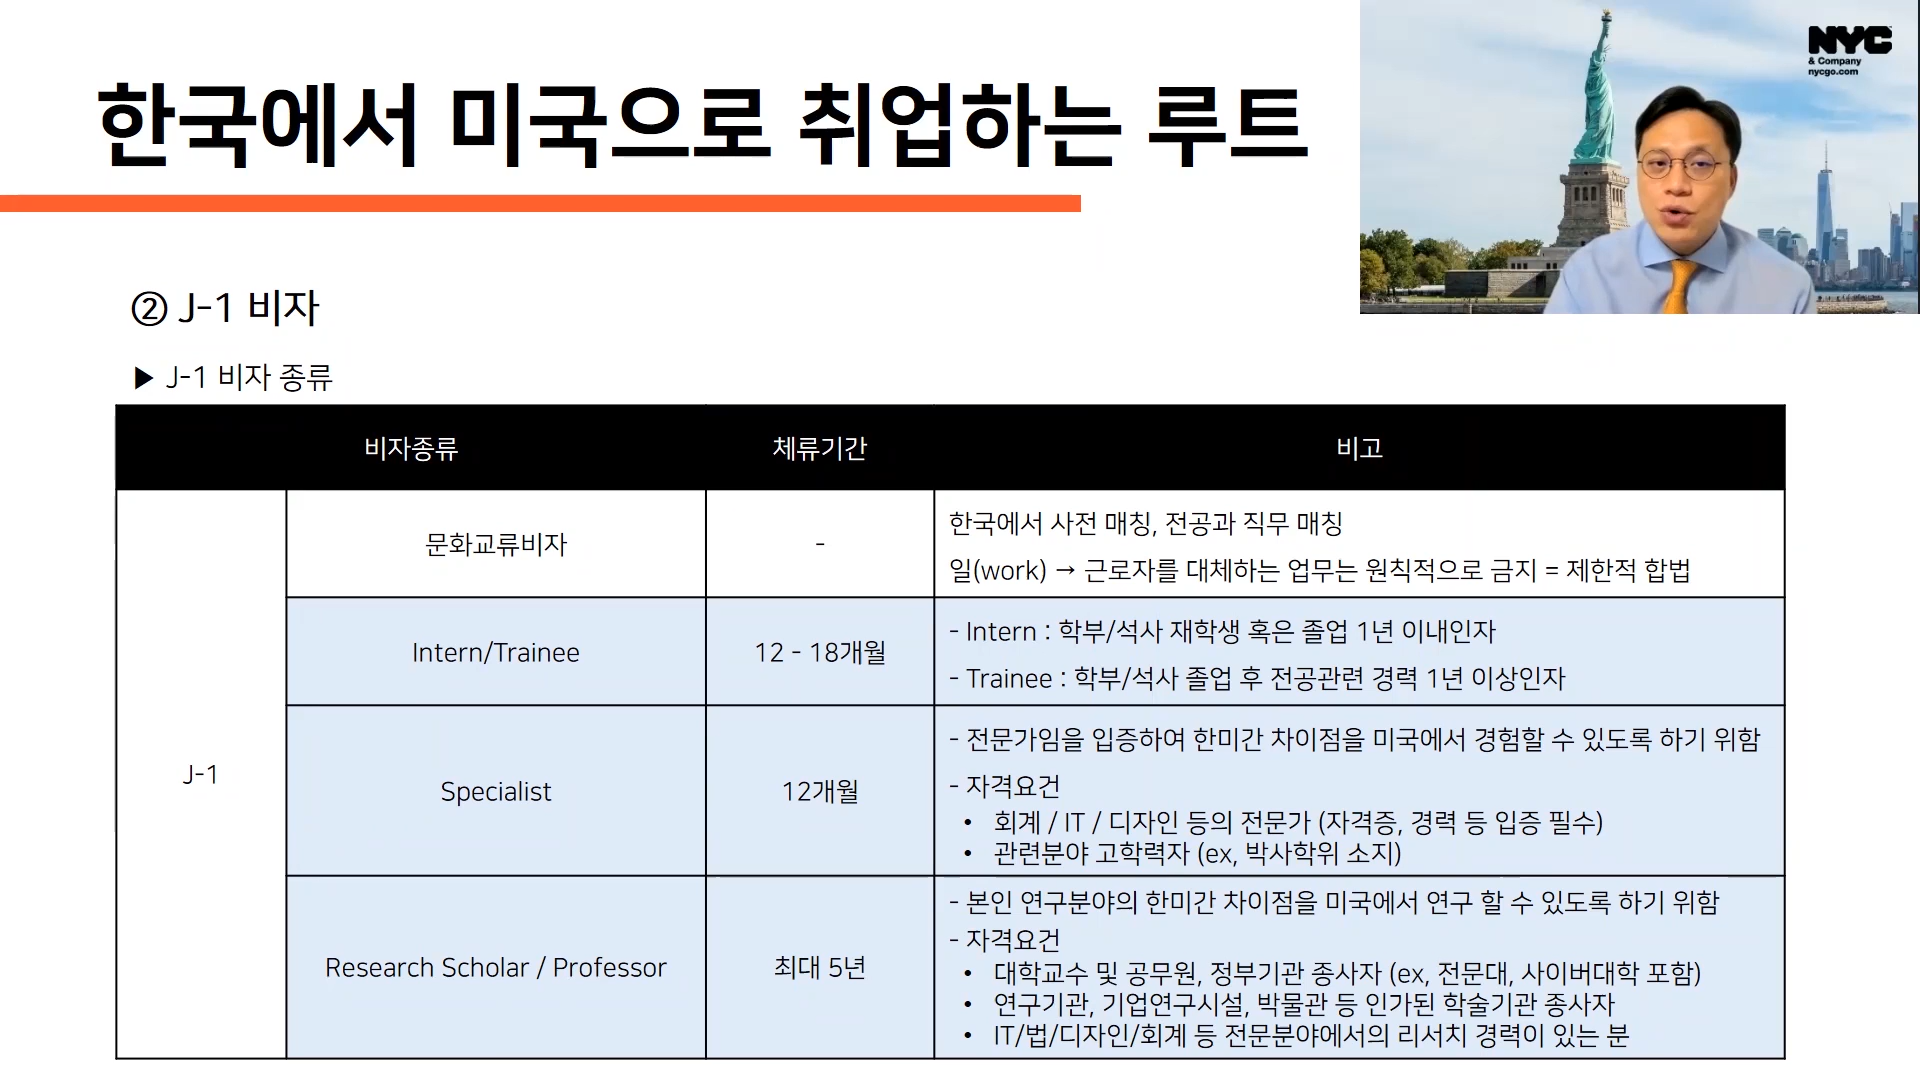 한국에서 미국으로 취업하는 루트
NYC
& Company
nycgo.com
② J-1 비자
▶ J-1 비자 종류
비자종류
체류기간
비고
J-1
문화교류비자
-
한국에서 사전 매칭, 전공과 직무 매칭
일(work) → 근로자를 대체하는 업무는 원칙적으로 금지 = 제한적 합법
Intern/Trainee
12 - 18개월
- Intern : 학부/석사 재학생 혹은 졸업 1년 이내인자
- Trainee : 학부/석사 졸업 후 전공관련 경력 1년 이상인자
Specialist
12개월
- 전문가임을 입증하여 한미간 차이점을 미국에서 경험할 수 있도록 하기 위함
- 자격요건
• 회계 / IT / 디자인 등의 전문가 (자격증, 경력 등 입증 필수)
• 관련분야 고학력자 (ex, 박사학위 소지)
Research Scholar / Professor
최대 5년
- 본인 연구분야의 한미간 차이점을 미국에서 연구 할 수 있도록 하기 위함
- 자격요건
• 대학교수 및 공무원, 정부기관 종사자 (ex, 전문대, 사이버대학 포함)
• 연구기관, 기업연구시설, 박물관 등 인가된 학술기관 종사자
• IT/법/디자인/회계 등 전문분야에서의 리서치 경력이 있는 분